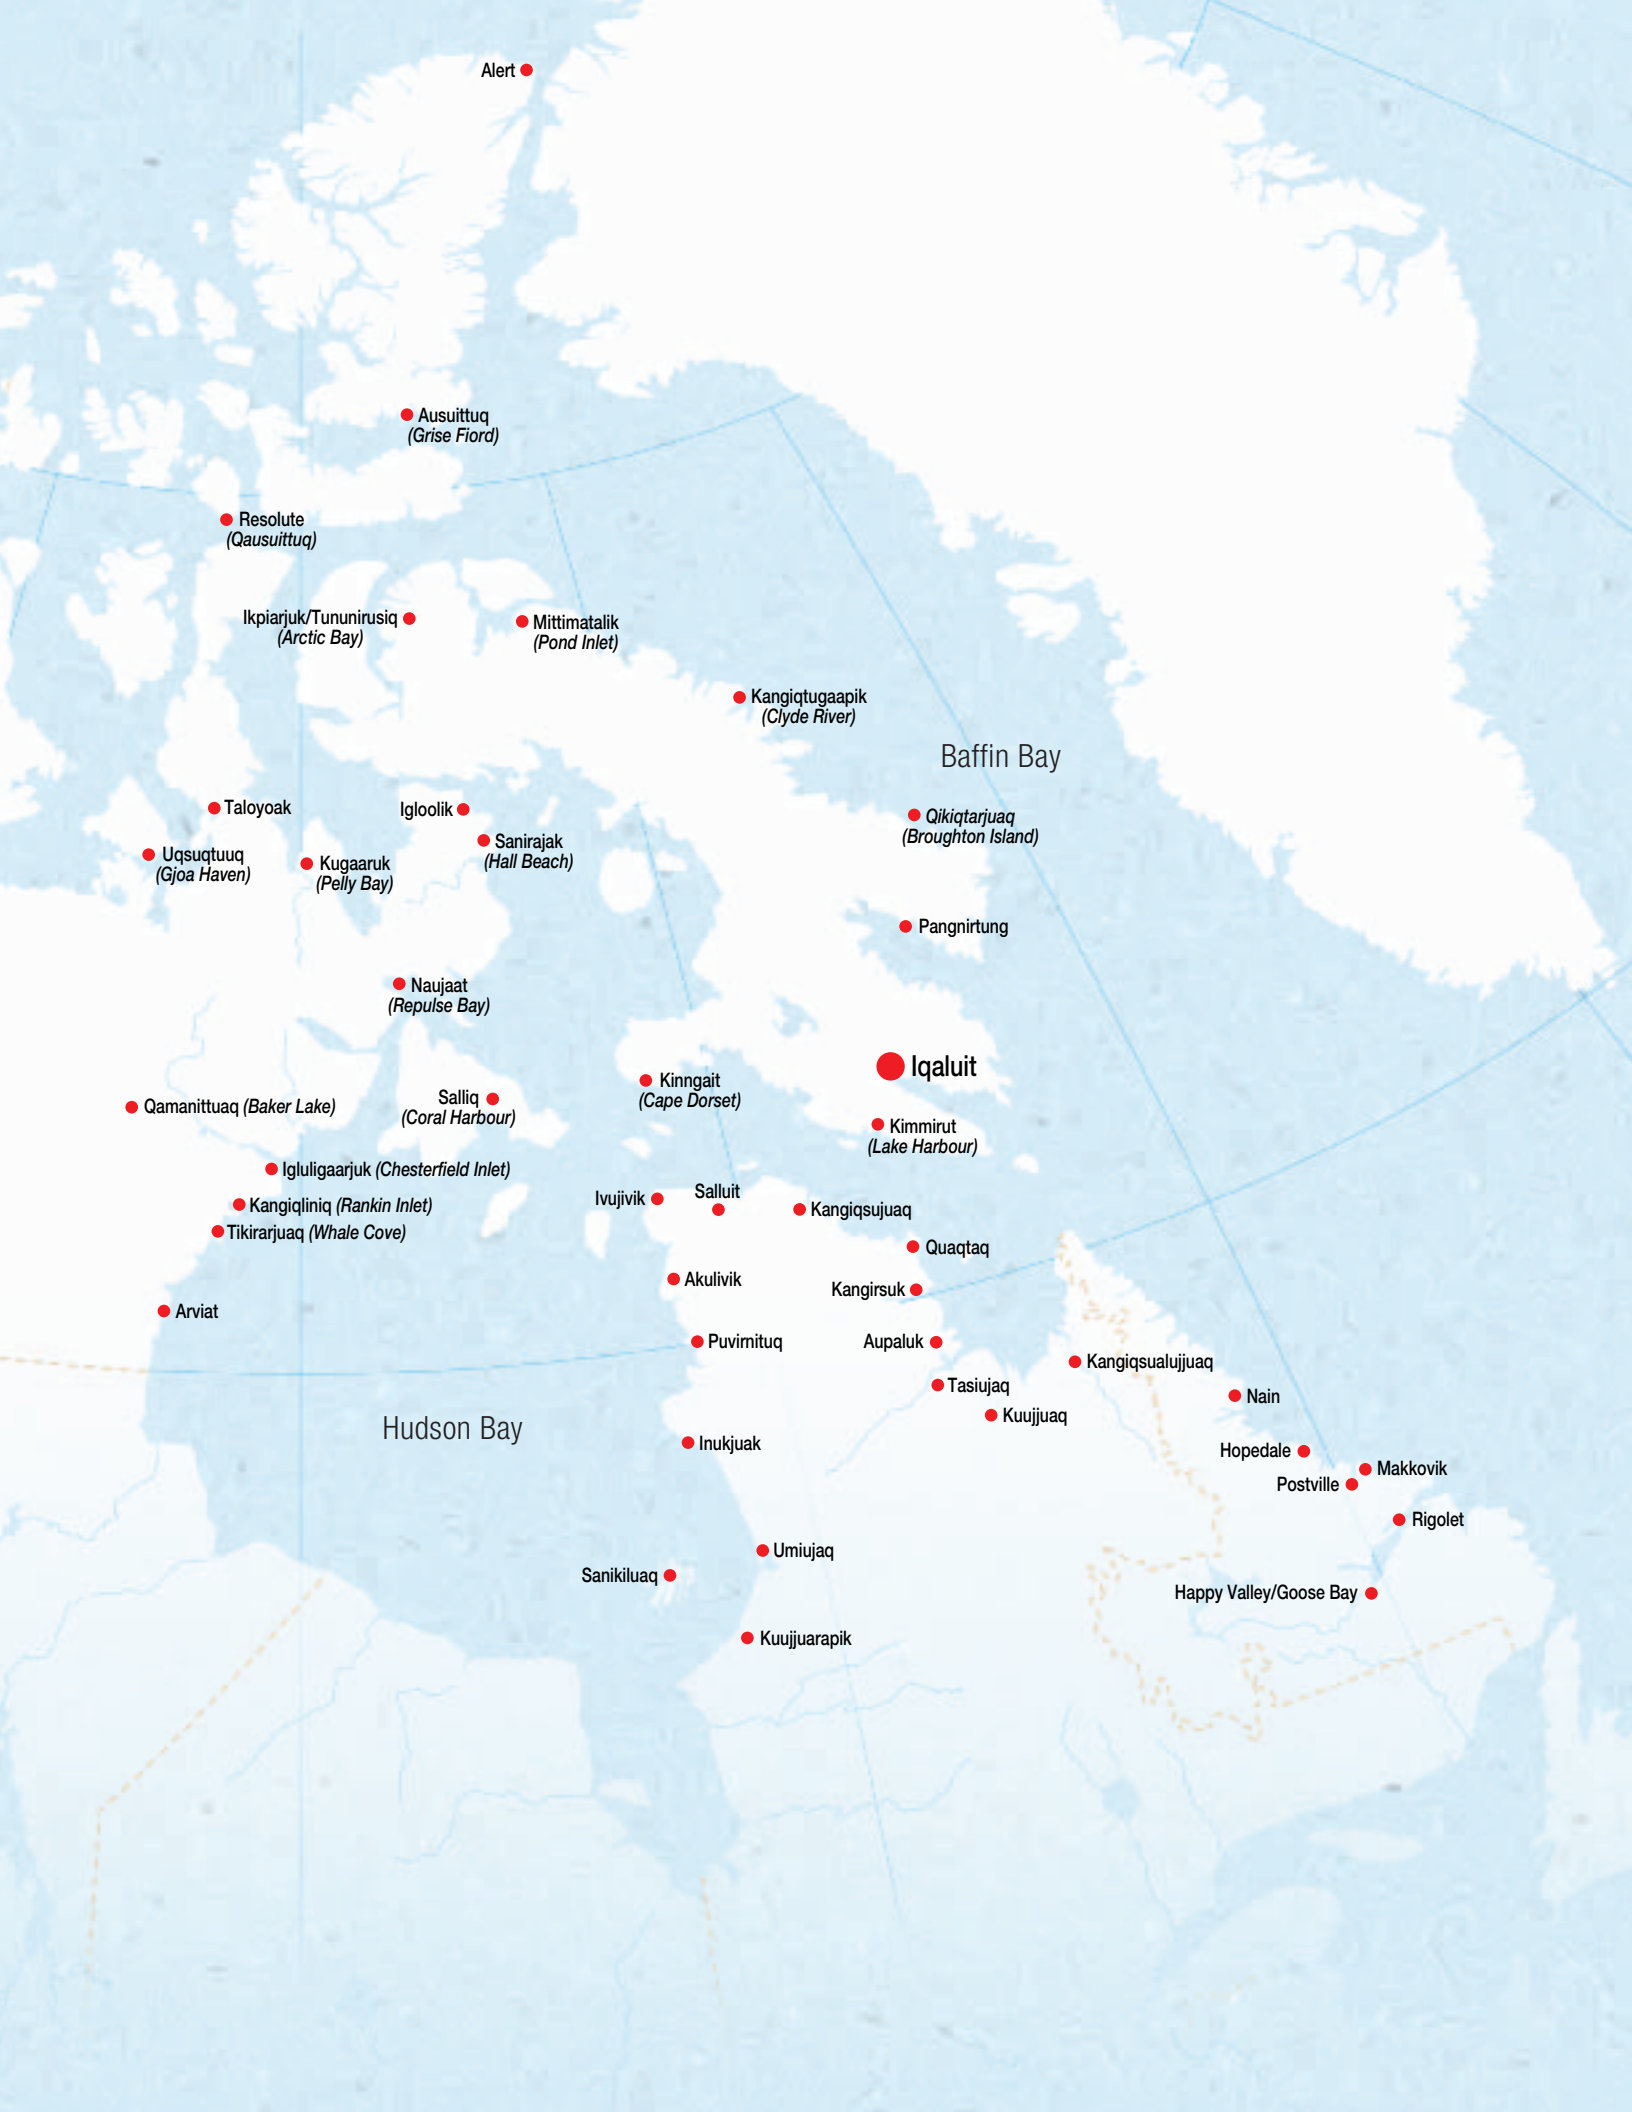 Alert
Ausuittuq
(Grise Fiord)
Resolute
(Qausuittuq)
Ikpiarjuk/Tununirusiq
(Arctic Bay)
Mittimatalik
(Pond Inlet)
Kangiqtugaapik
(Clyde River)
Baffin Bay
Taloyoak
Igloolik
Qikiqtarjuaq
(Broughton Island)
Sanirajak
(Hall Beach)
Uqsuqtuuq
(Gjoa Haven)
Kugaaruk
(Pelly Bay)
Pangnirtung
Naujaat
(Repulse Bay)
Iqaluit
Kinngait
(Cape Dorset)
Qamanittuaq (Baker Lake)
Salliq
(Coral Harbour)
Kimmirut
(Lake Harbour)
Igluligaarjuk (Chesterfield Inlet)
Ivujivik
Salluit
Kangiqliniq (Rankin Inlet)
Kangiqsujuaq
Tikirarjuaq (Whale Cove)
Quaqtaq
Akulivik
Kangirsuk
Arviat
Puvirnituq
Aupaluk
Kangiqsualujjuaq
Tasiujaq
Nain
Kuujjuaq
Hudson Bay
Inukjuak
Hopedale
Makkovik
Postville
Rigolet
Umiujaq
Sanikiluaq
Happy Valley/Goose Bay
Kuujjuarapik